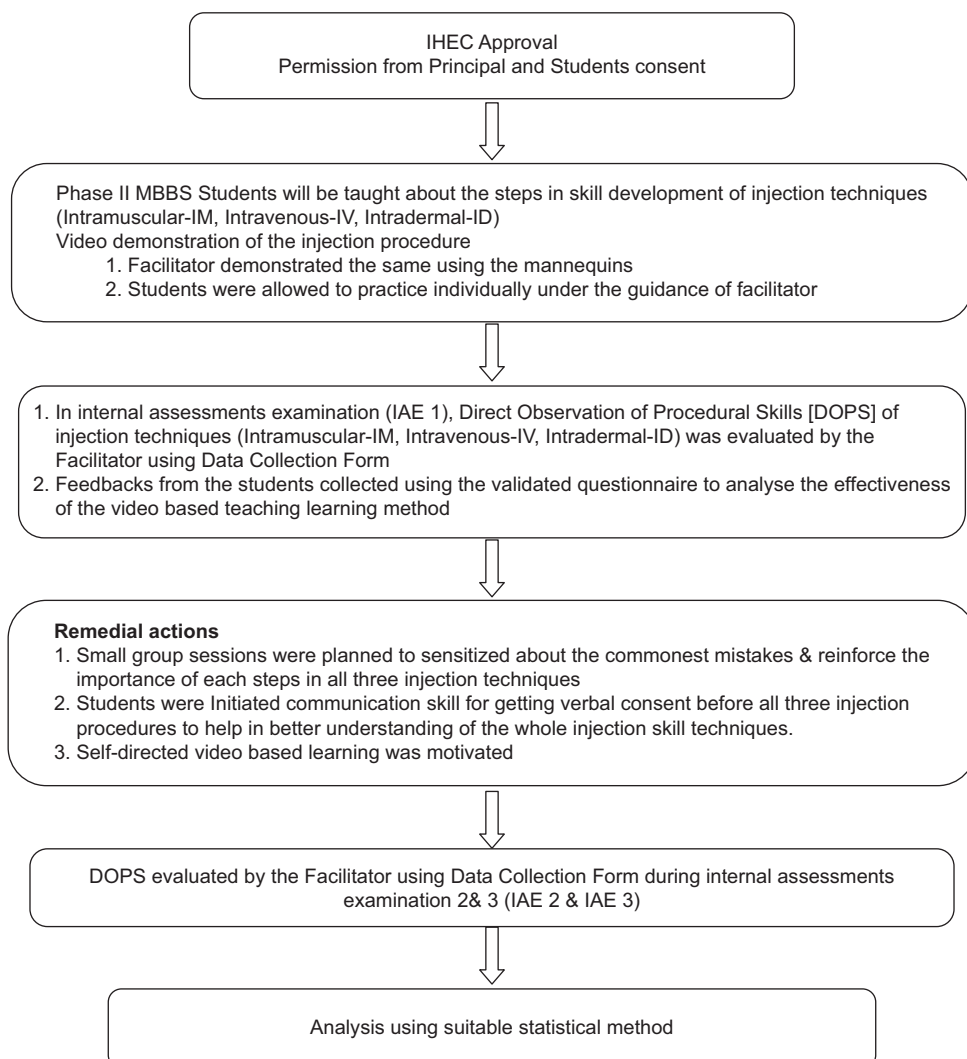 IHEC Approval
Permission from Principal and Students consent
Phase II MBBS Students will be taught about the steps in skill development of injection techniques
(Intramuscular-IM, Intravenous-IV, Intradermal-ID)
Video demonstration of the injection procedure
1. Facilitator demonstrated the same using the mannequins
2. Students were allowed to practice individually under the guidance of facilitator
1. In internal assessments examination (IAE 1), Direct Observation of Procedural Skills [DOPS] of
injection techniques (Intramuscular-IM, Intravenous-IV, Intradermal-ID) was evaluated by the
Facilitator using Data Collection Form
2. Feedbacks from the students collected using the validated questionnaire to analyse the effectiveness
of the video based teaching learning method
Remedial actions
1. Small group sessions were planned to sensitized about the commonest mistakes & reinforce the
importance of each steps in all three injection techniques
2. Students were Initiated communication skill for getting verbal consent before all three injection
procedures to help in better understanding of the whole injection skill techniques.
3. Self-directed video based learning was motivated
DOPS evaluated by the Facilitator using Data Collection Form during internal assessments
examination 2& 3 (IAE 2 & IAE 3)
Analysis using suitable statistical method